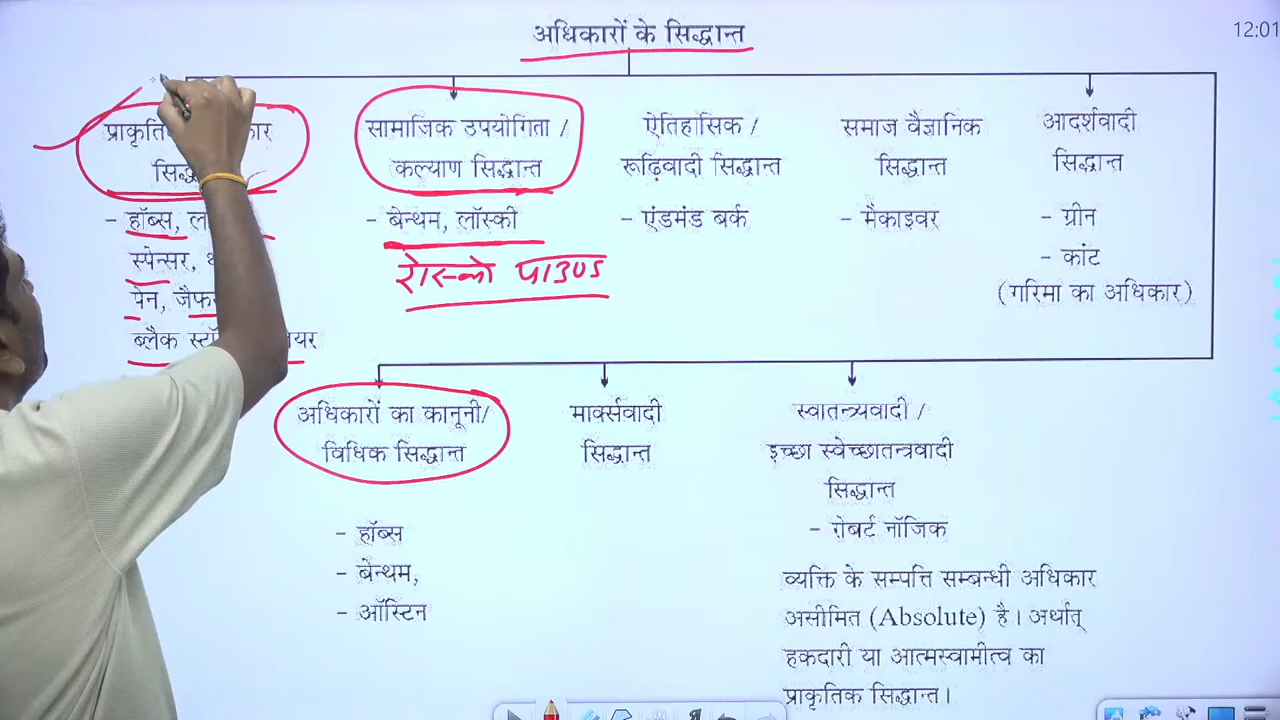 अधिकारों के सिद्धान्त
12:01
सामाजिक उपयोगिता /
कल्याण सिद्धान्त
- बेन्थम, लॉस्की
रोस्को पाउण्ड
ऐतिहासिक /
रूढ़िवादी सिद्धान्त
- एंडमंड बर्क
समाज वैज्ञानिक
सिद्धान्त
- मैकाइवर
आदर्शवादी
सिद्धान्त
- ग्रीन
- कांट
(गरिमा का अधिकार)
- हॉब्स,
स्पेन्सर,
पेन,
ब्लैक
अधिकारों का कानूनी/
विधिक सिद्धान्त
- हॉब्स
- बेन्थम,
- ऑस्टिन
मार्क्सवादी
सिद्धान्त
स्वातन्त्र्यवादी /
इच्छा स्वेच्छातन्त्रवादी
सिद्धान्त
- रोबर्ट नॉजिक
व्यक्ति के सम्पत्ति सम्बन्धी अधिकार
असीमित (Absolute) है। अर्थात्
हकदारी या आत्मस्वामीत्व का
प्राकृतिक सिद्धान्त।